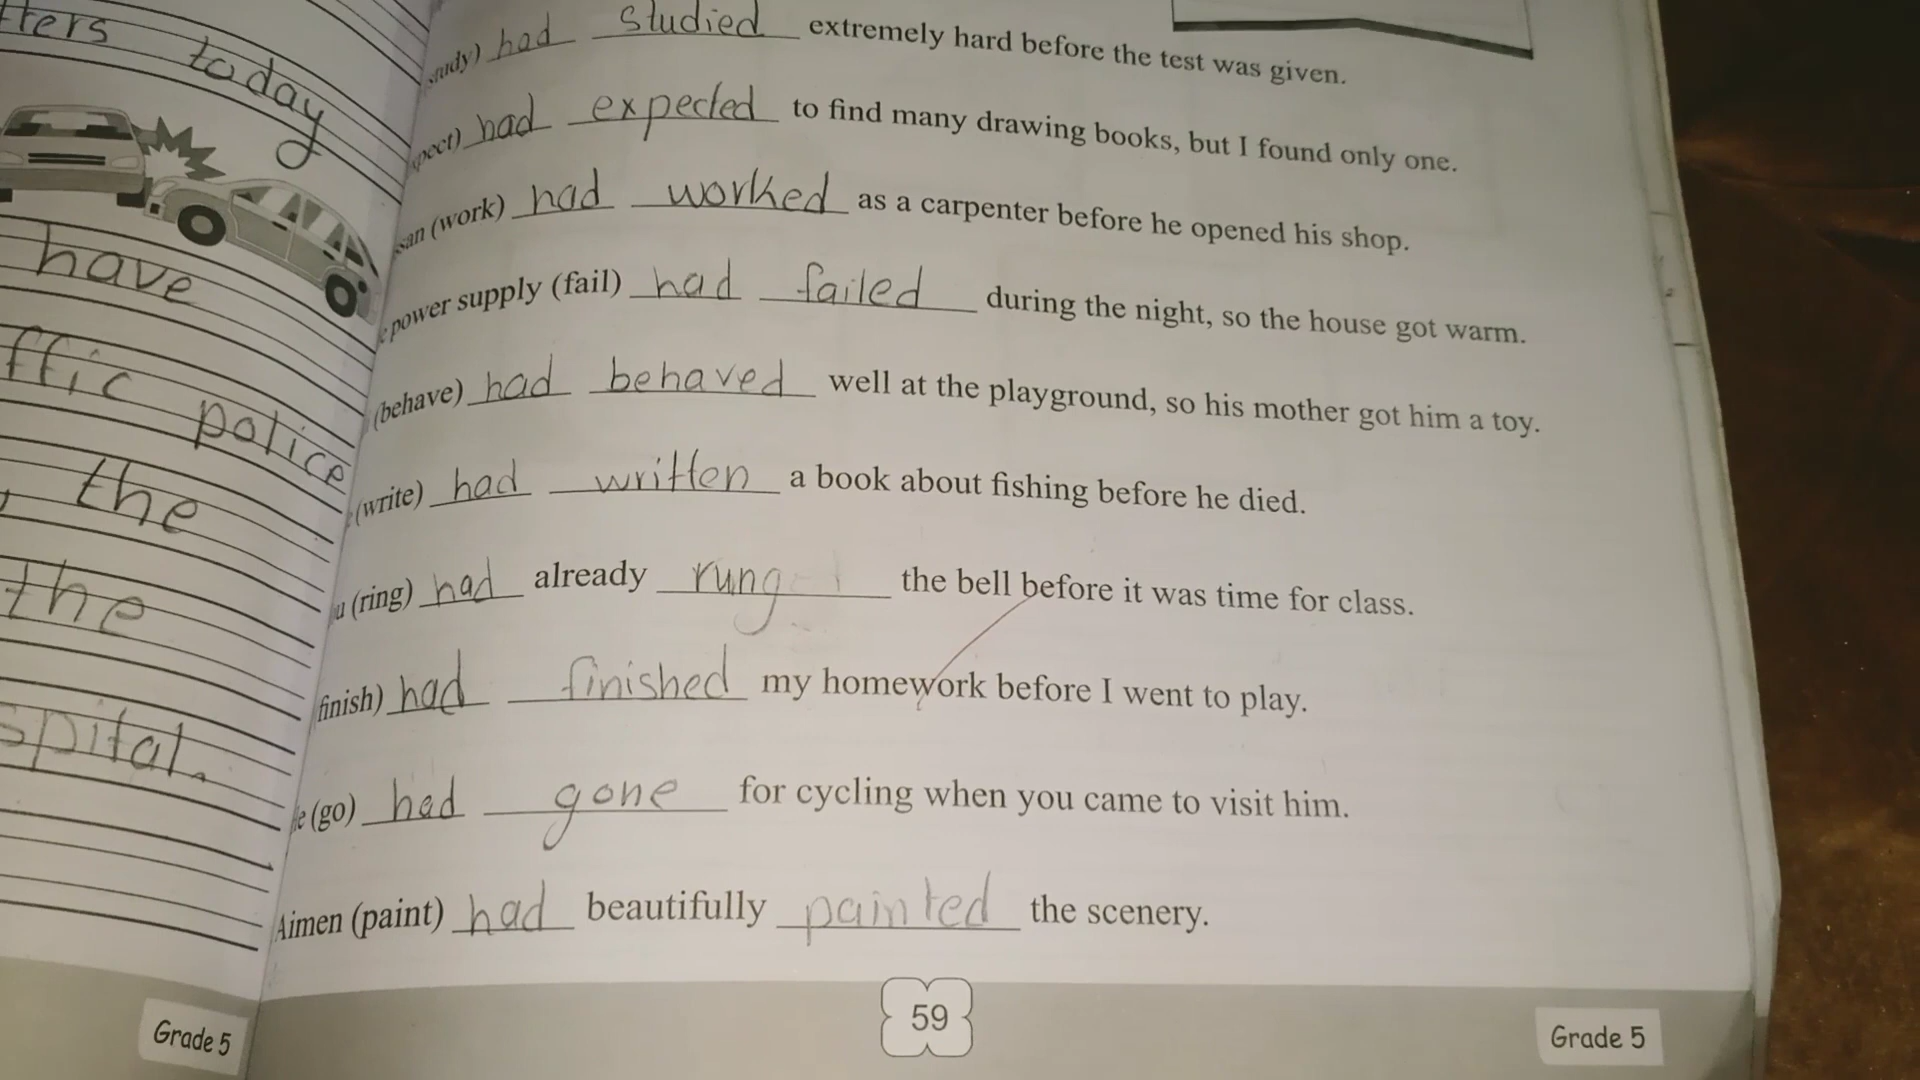 today
have
ffic police
the
the
spital.
had studied extremely hard before the test was given.
had expected to find many drawing books, but I found only one.
(work) had worked as a carpenter before he opened his shop.
power supply (fail) had failed during the night, so the house got warm.
(behave) had behaved well at the playground, so his mother got him a toy.
(write) had written a book about fishing before he died.
u (ring) had already rung the bell before it was time for class.
finish) had finished my homework before I went to play.
e (go) had gone for cycling when you came to visit him.
Aimen (paint) had beautifully painted the scenery.
Grade 5
59
Grade 5